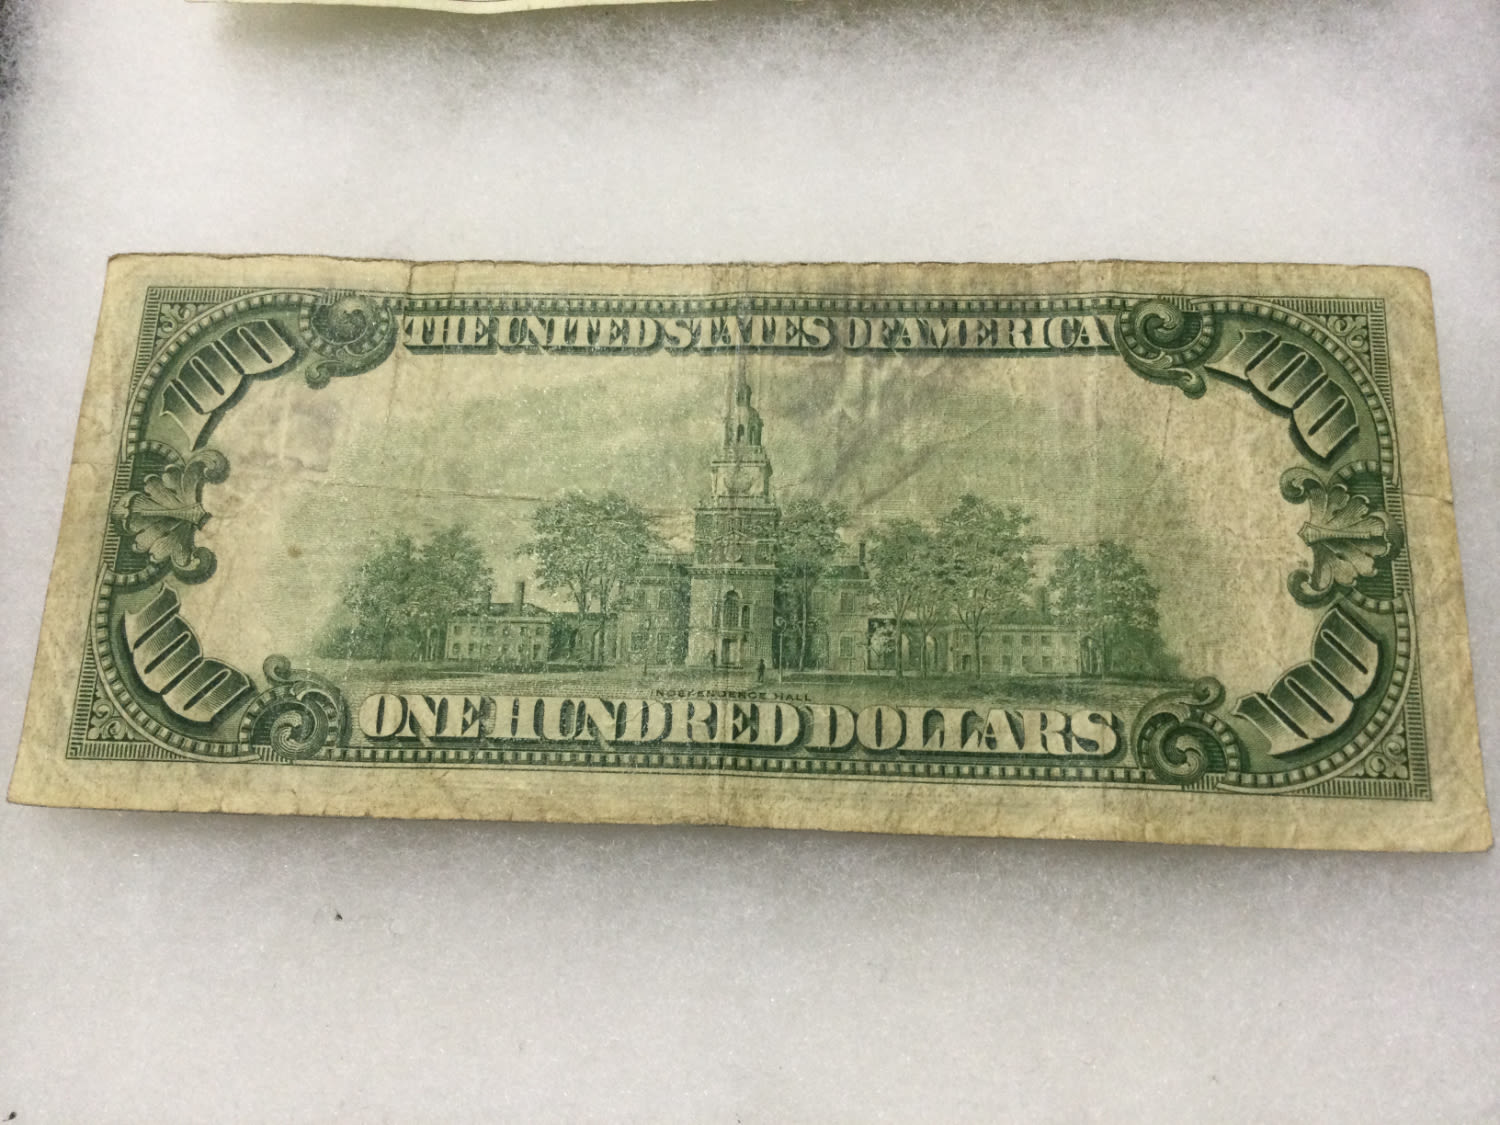 THE UNITED STATES OF AMERICA
100
100
100
100
INDEPENDENCE HALL
ONE HUNDRED DOLLARS